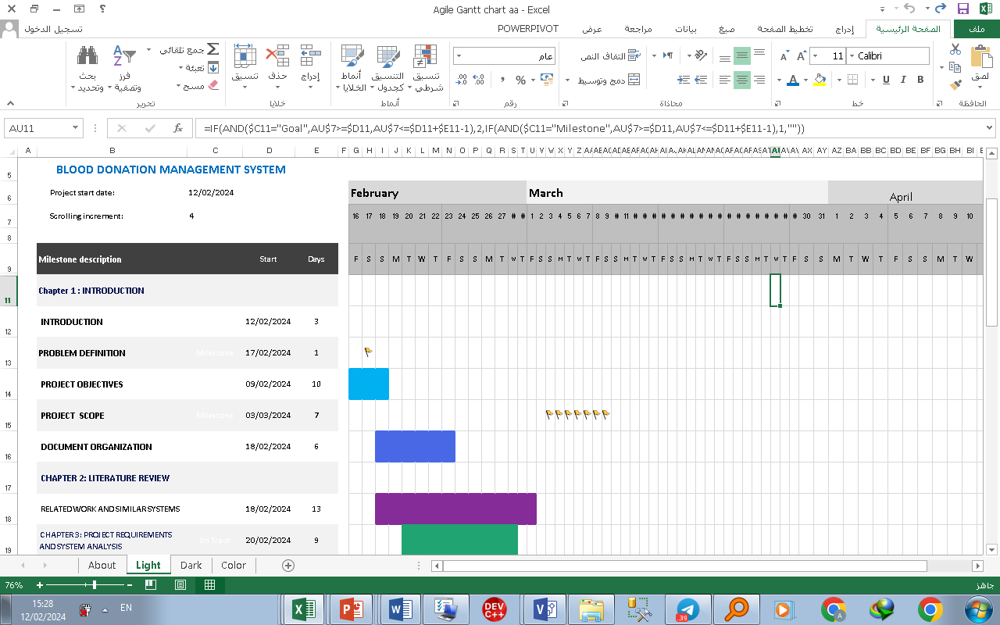 Agile Gantt chart aa - Excel
ملف
الصفحة الرئيسية
إدراج
تخطيط الصفحة
صيغ
بيانات
مراجعة
عرض
POWERPIVOT
تسجيل الدخول
لصق
الحافظة
Calibri 11
B I U
خط
التفاف النص
دمج وتوسيط
محاذاة
عام
%
رقم
تنسيق شرطي
التنسيق كجدول
أنماط الخلايا
أنماط
إدراج
حذف
تنسيق
خلايا
جمع تلقائي
تعبئة
مسح
فرز وتصفية
بحث وتحديد
تحرير
AU11
=IF(AND($C11="Goal",AU$7>=$D11,AU$7<=$D11+$E11-1),2,IF(AND($C11="Milestone",AU$7>=$D11,AU$7<=$D11+$E11-1),1,""))
A B C D E F G H I J K L M N O P Q R S T U V W X Y Z
AX AY AZ BA BB BC BD BE BF BG BH BI
5 BLOOD DONATION MANAGEMENT SYSTEM
6 Project start date: 12/02/2024 February March April
7 Scrolling increment: 4 16 17 18 19 20 21 22 23 24 25 26 27 # # 1 2 3 4 5 6 7 8 9 # 11 # # # # # # # # # # # # # # # # # # 30 31 1 2 3 4 5 6 7 8 9 10
8
9 Milestone description Start Days F S S M T W T F S S M T W T F S S M T W T F S S M T W T F S S M T W T F S S M T W T F S S M T W T F S S M T W
11 Chapter 1 : INTRODUCTION
12 INTRODUCTION 12/02/2024 3
13 PROBLEM DEFINITION Milestone 17/02/2024 1
14 PROJECT OBJECTIVES 09/02/2024 10
15 PROJECT SCOPE Milestone 03/03/2024 7
16 DOCUMENT ORGANIZATION 18/02/2024 6
17 CHAPTER 2: LITERATURE REVIEW
18 RELATED WORK AND SIMILAR SYSTEMS 18/02/2024 13
19 CHAPTER 3: PROJECT REQUIREMENTS AND SYSTEM ANALYSIS On Track 20/02/2024 9
About Light Dark Color
76%
جاهز
15:28
12/02/2024
EN
DEV C++
39